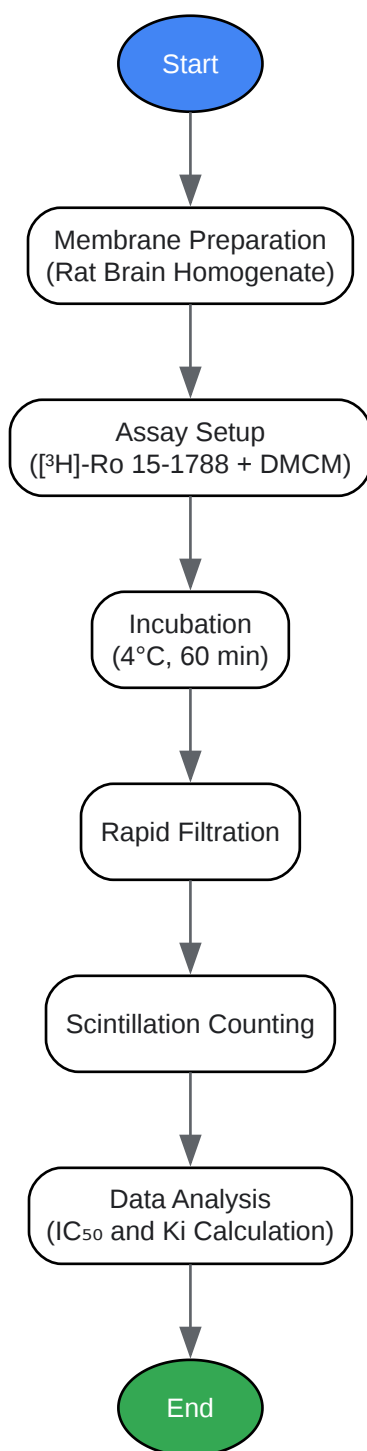 Start
Membrane Preparation
(Rat Brain Homogenate)
Assay Setup
([³H]-Ro 15-1788 + DMCM)
Incubation
(4°C, 60 min)
Rapid Filtration
Scintillation Counting
Data Analysis
(IC₅₀ and Ki Calculation)
End